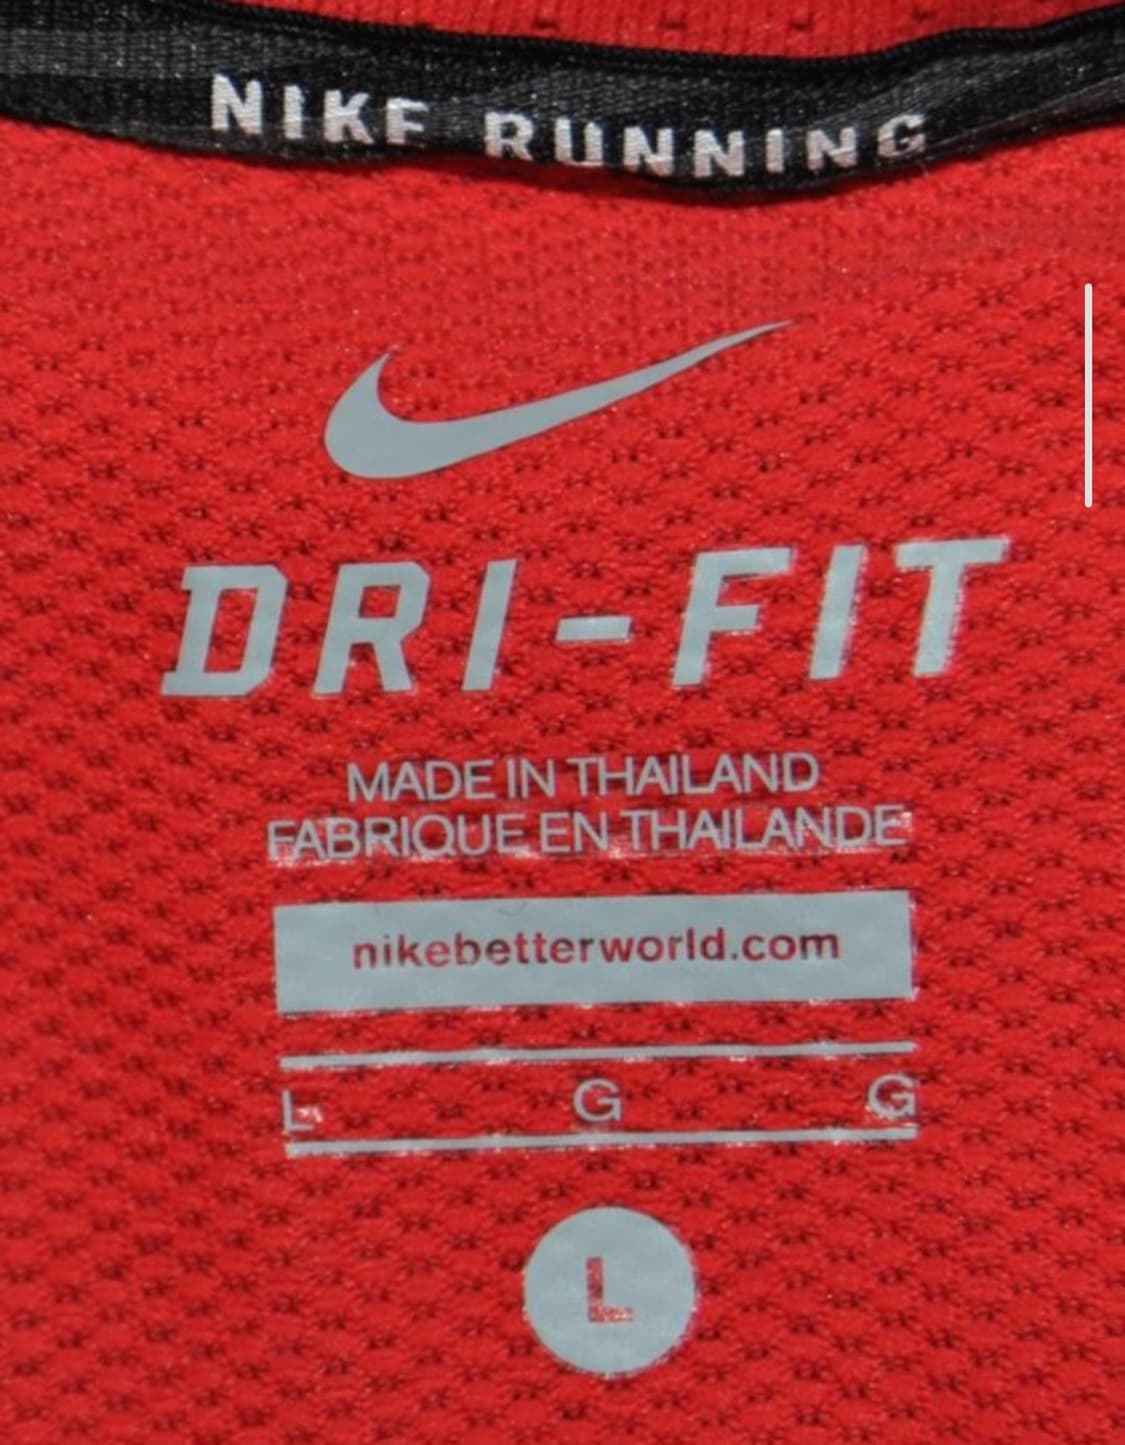 NIKE RUNNING
DRI-FIT
MADE IN THAILAND
FABRIQUE EN THAILANDE
nikebetterworld.com
L G G
L